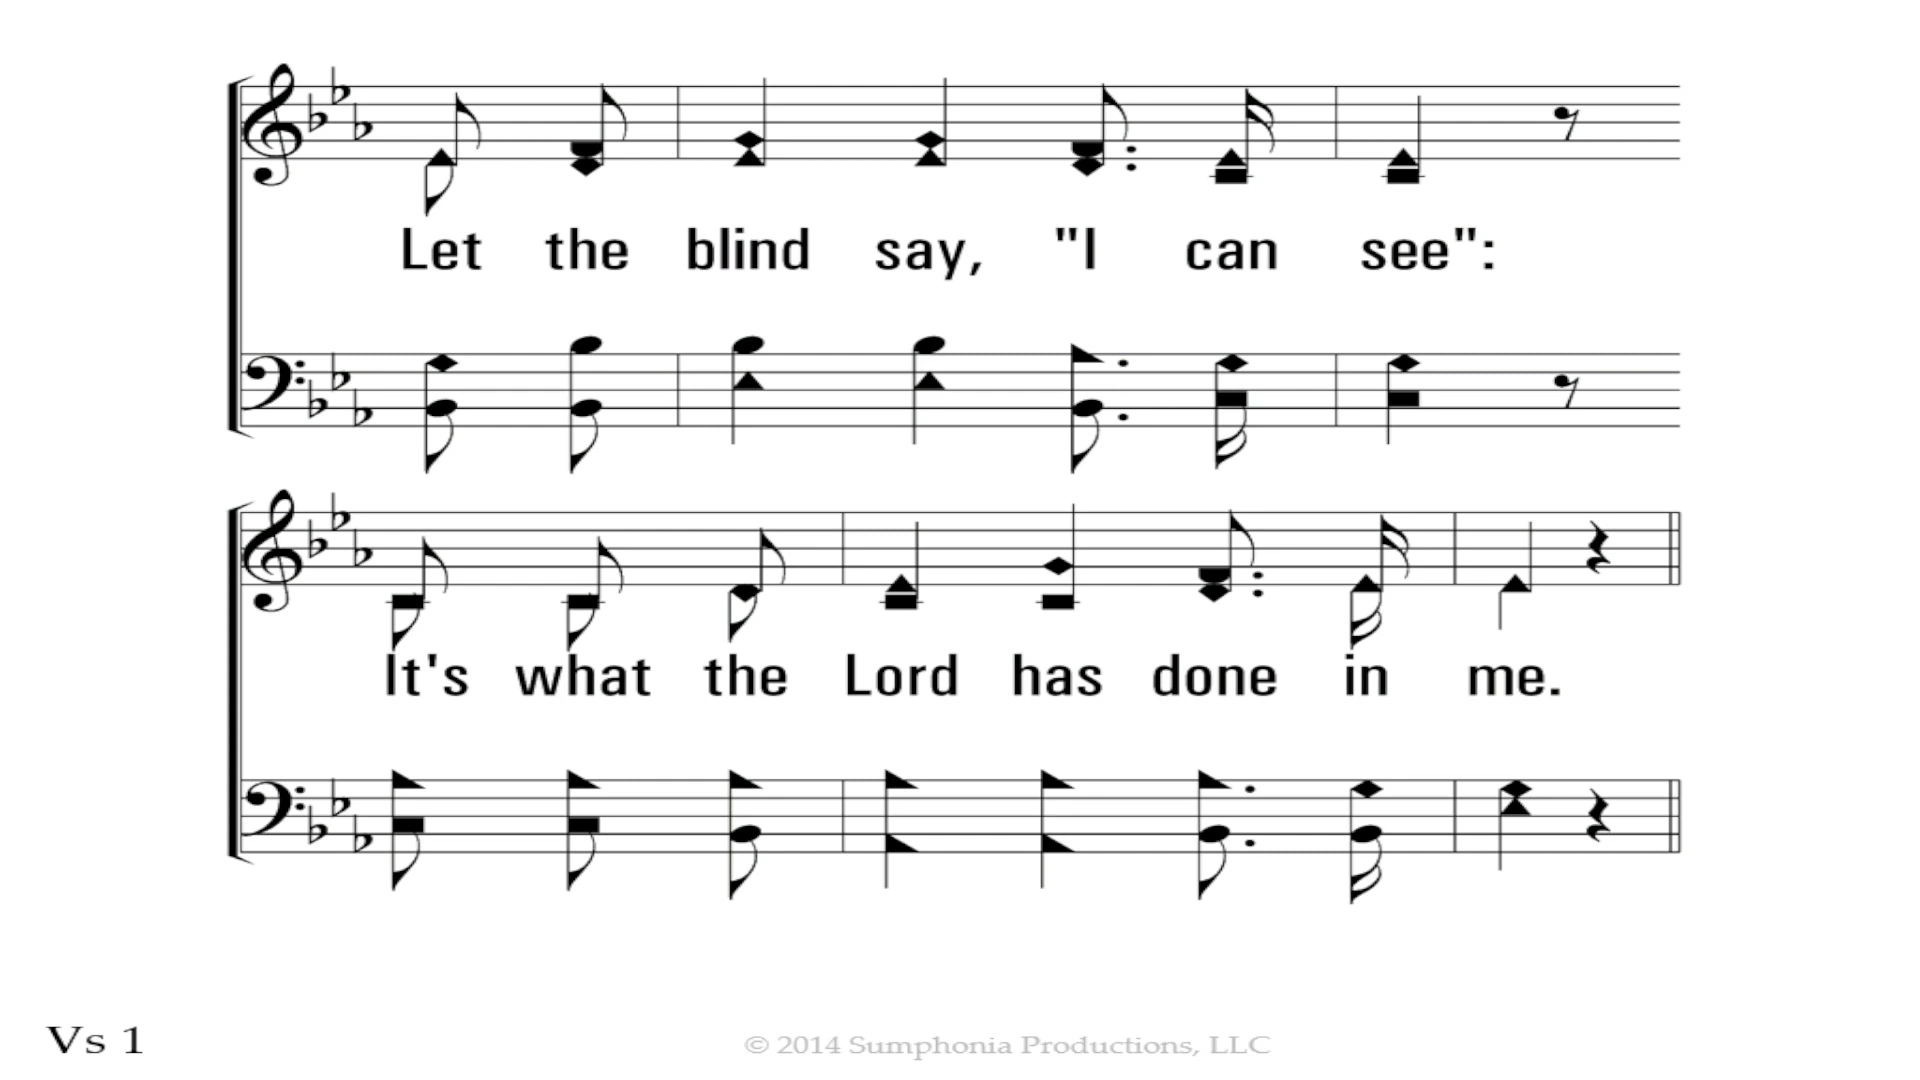 Let the blind say, "I can see":
It's what the Lord has done in me.
Vs 1
© 2014 Sumphonia Productions, LLC